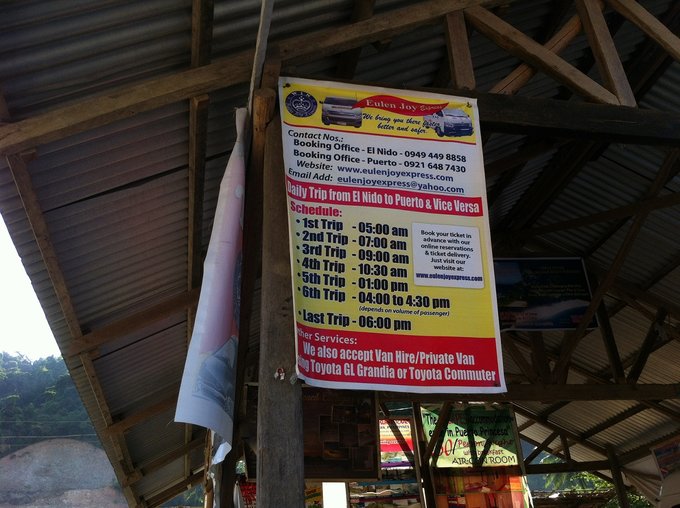 Eulen Joy Express
We bring you there faster
better and safer.
Contact Nos.:
Booking Office - El Nido - 0949 449 8858
Booking Office - Puerto - 0921 648 7430
Website: www.eulenjoyexpress.com
Email Add: eulenjoyexpress@yahoo.com
Daily Trip from El Nido to Puerto & Vice Versa
Schedule:
• 1st Trip - 05:00 am
• 2nd Trip - 07:00 am
• 3rd Trip - 09:00 am
• 4th Trip - 10:30 am
• 5th Trip - 01:00 pm
• 6th Trip - 04:00 to 4:30 pm
(depends on volume of passenger)
• Last Trip - 06:00 pm
Book your ticket in
advance with our
online reservations
& ticket delivery.
Just visit our
website at:
www.eulenjoyexpress.com
Services:
We also accept Van Hire/Private Van
Toyota GL Grandia or Toyota Commuter
in Puerto Princesa"
AIRCON ROOM